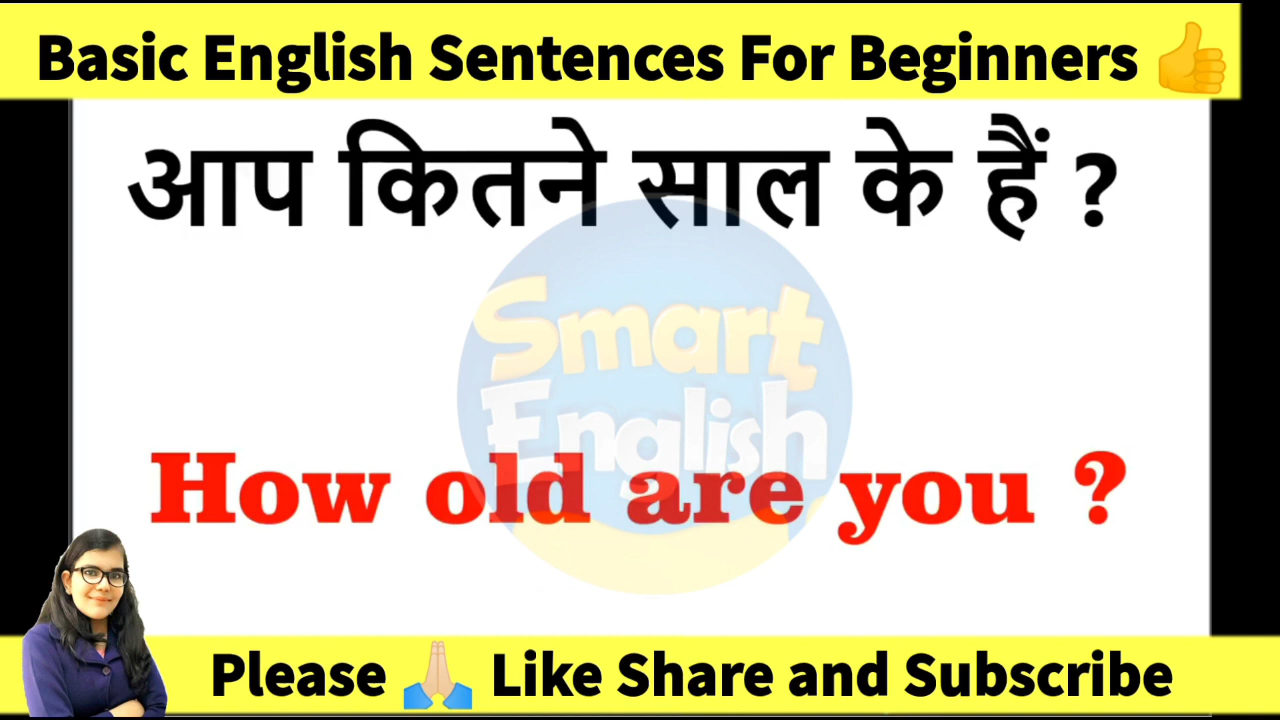 Basic English Sentences For Beginners
आप कितने साल के हैं ?
Smart
English
How old are you ?
Please 🙏 Like Share and Subscribe